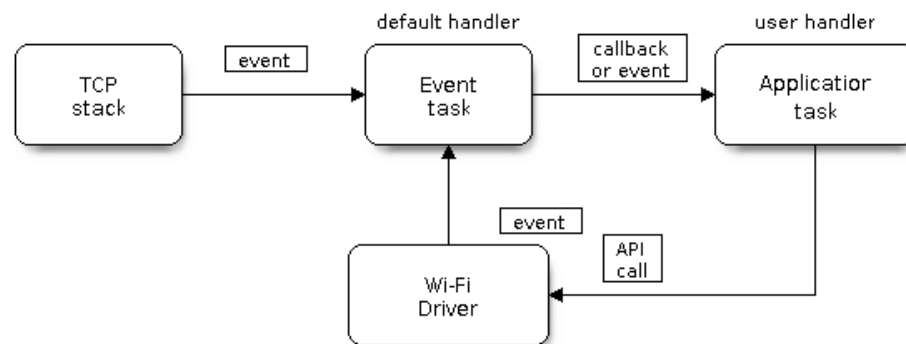 default handler
user handler
event
callback
or event
TCP
stack
Event
task
Application
task
event
API
call
Wi-Fi
Driver